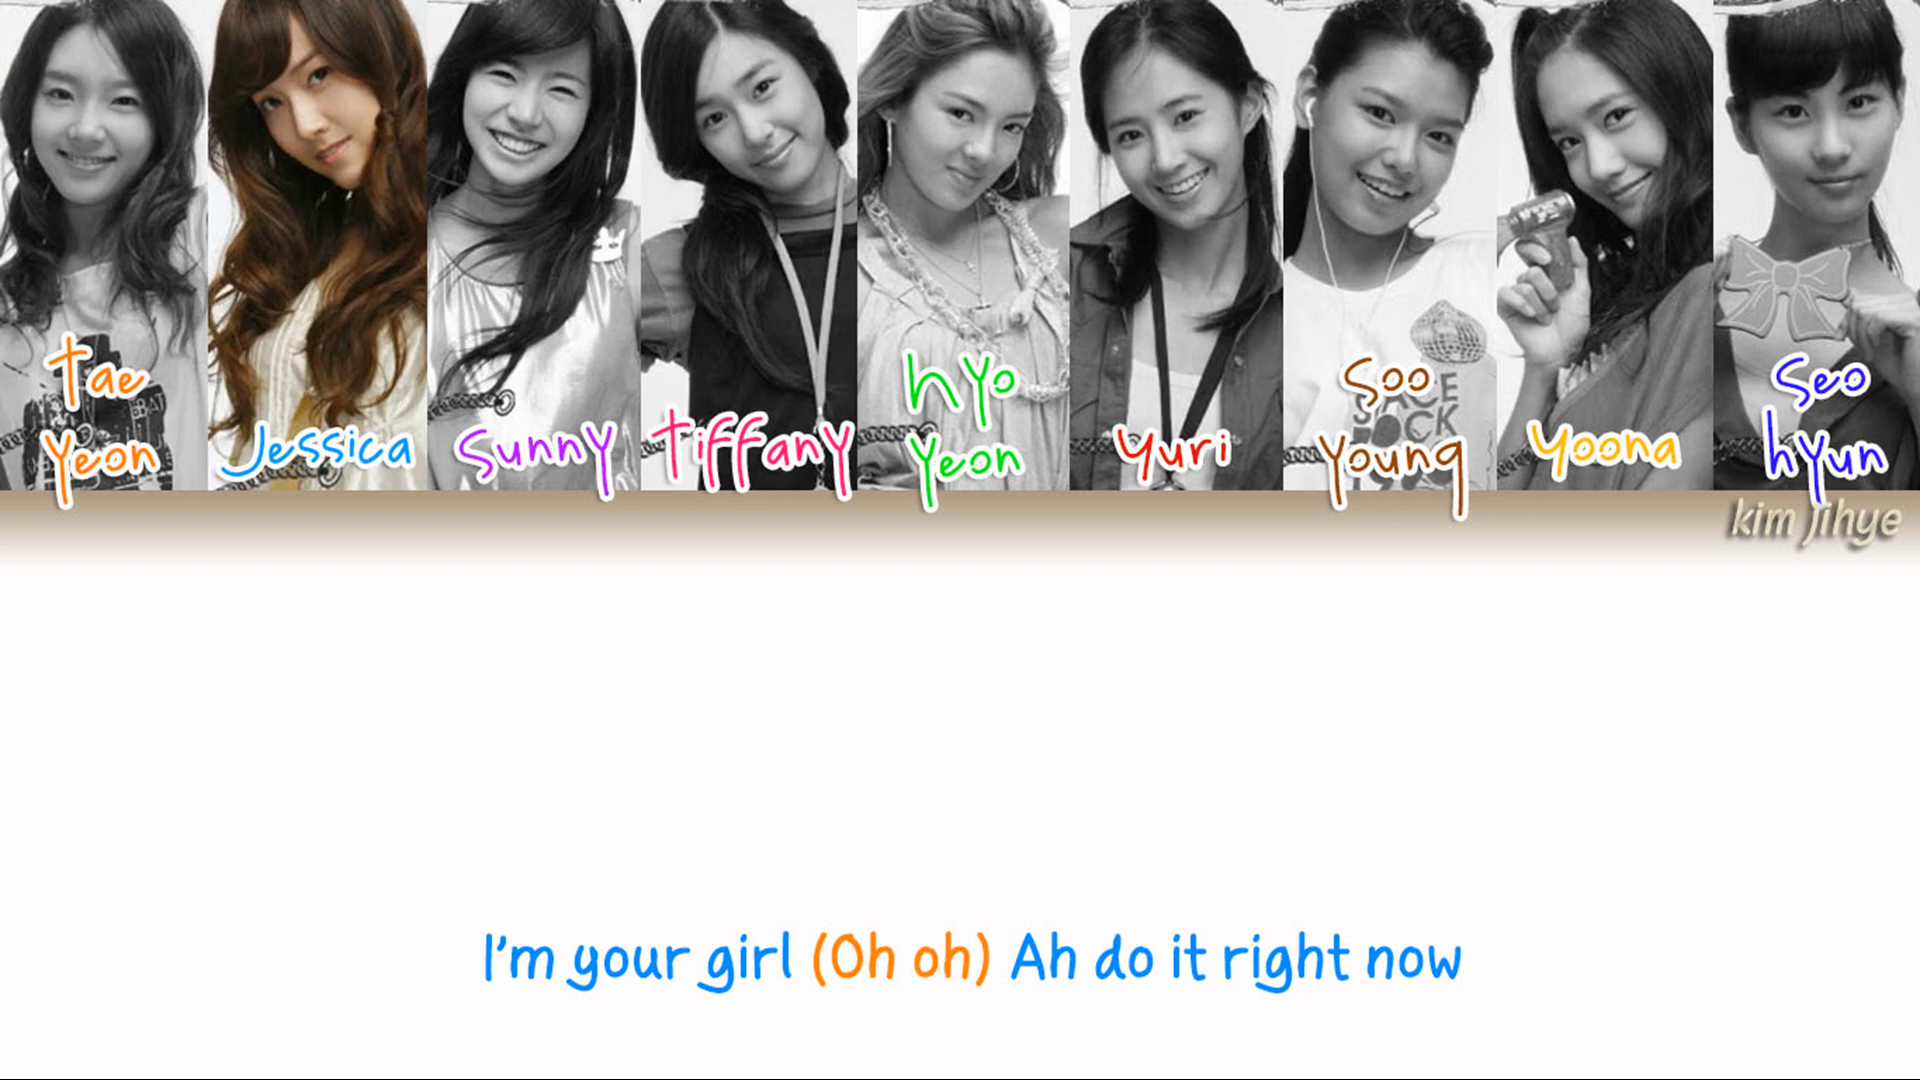 Tae
Yeon
Jessica
Sunny
Tiffany
Hyo
Yeon
Yuri
Soo
Young
Yoona
Seo
hyun
kim jihye
I'm your girl (Oh oh) Ah do it right now